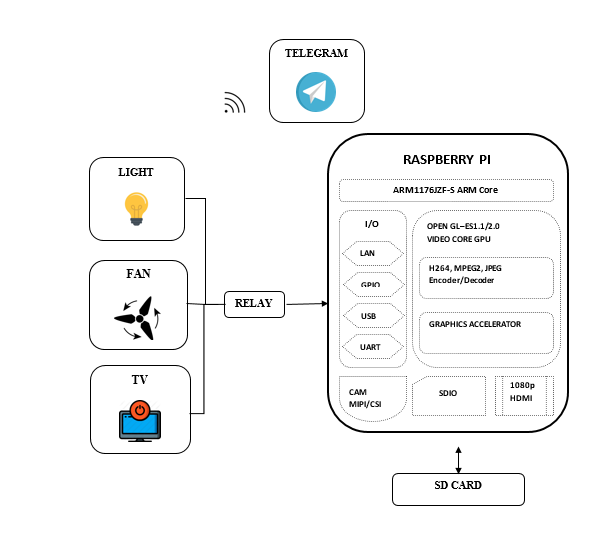 TELEGRAM
RASPBERRY PI
ARM1176JZF-S ARM Core
LIGHT
I/O
LAN
GPIO
USB
UART
OPEN GL–ES1.1/2.0
VIDEO CORE GPU
H264, MPEG2, JPEG
Encoder/Decoder
GRAPHICS ACCELERATOR
FAN
RELAY
TV
CAM
MIPI/CSI
SDIO
1080p
HDMI
SD CARD